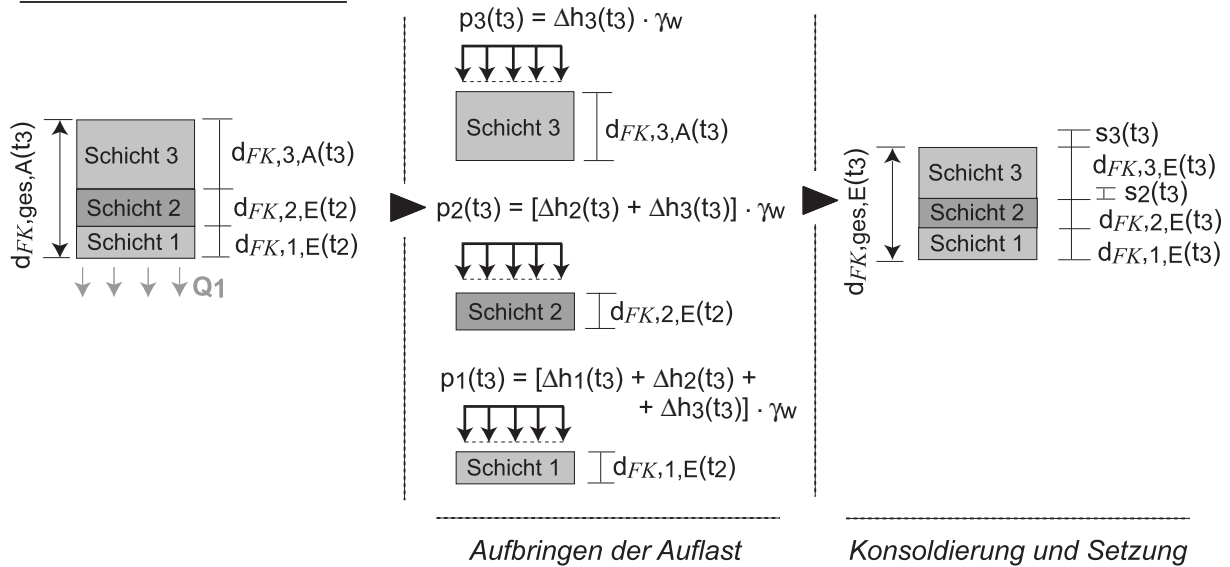 dFK,ges,A(t3)
Schicht 3
Schicht 2
Schicht 1
dFK,3,A(t3)
dFK,2,E(t2)
dFK,1,E(t2)
Q1
p3(t3) = Δh3(t3) · γw
Schicht 3
dFK,3,A(t3)
p2(t3) = [Δh2(t3) + Δh3(t3)] · γw
Schicht 2
dFK,2,E(t2)
p1(t3) = [Δh1(t3) + Δh2(t3) +
+ Δh3(t3)] · γw
Schicht 1
dFK,1,E(t2)
Aufbringen der Auflast
dFK,ges,E(t3)
Schicht 3
Schicht 2
Schicht 1
s3(t3)
dFK,3,E(t3)
s2(t3)
dFK,2,E(t3)
dFK,1,E(t3)
Konsoldierung und Setzung